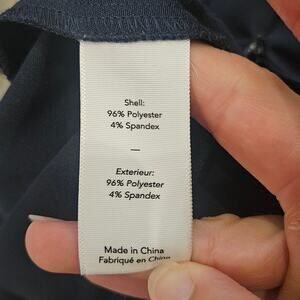 Shell:
96% Polyester
4% Spandex
—
Exterieur:
96% Polyester
4% Spandex
Made in China
Fabriqué en Chine